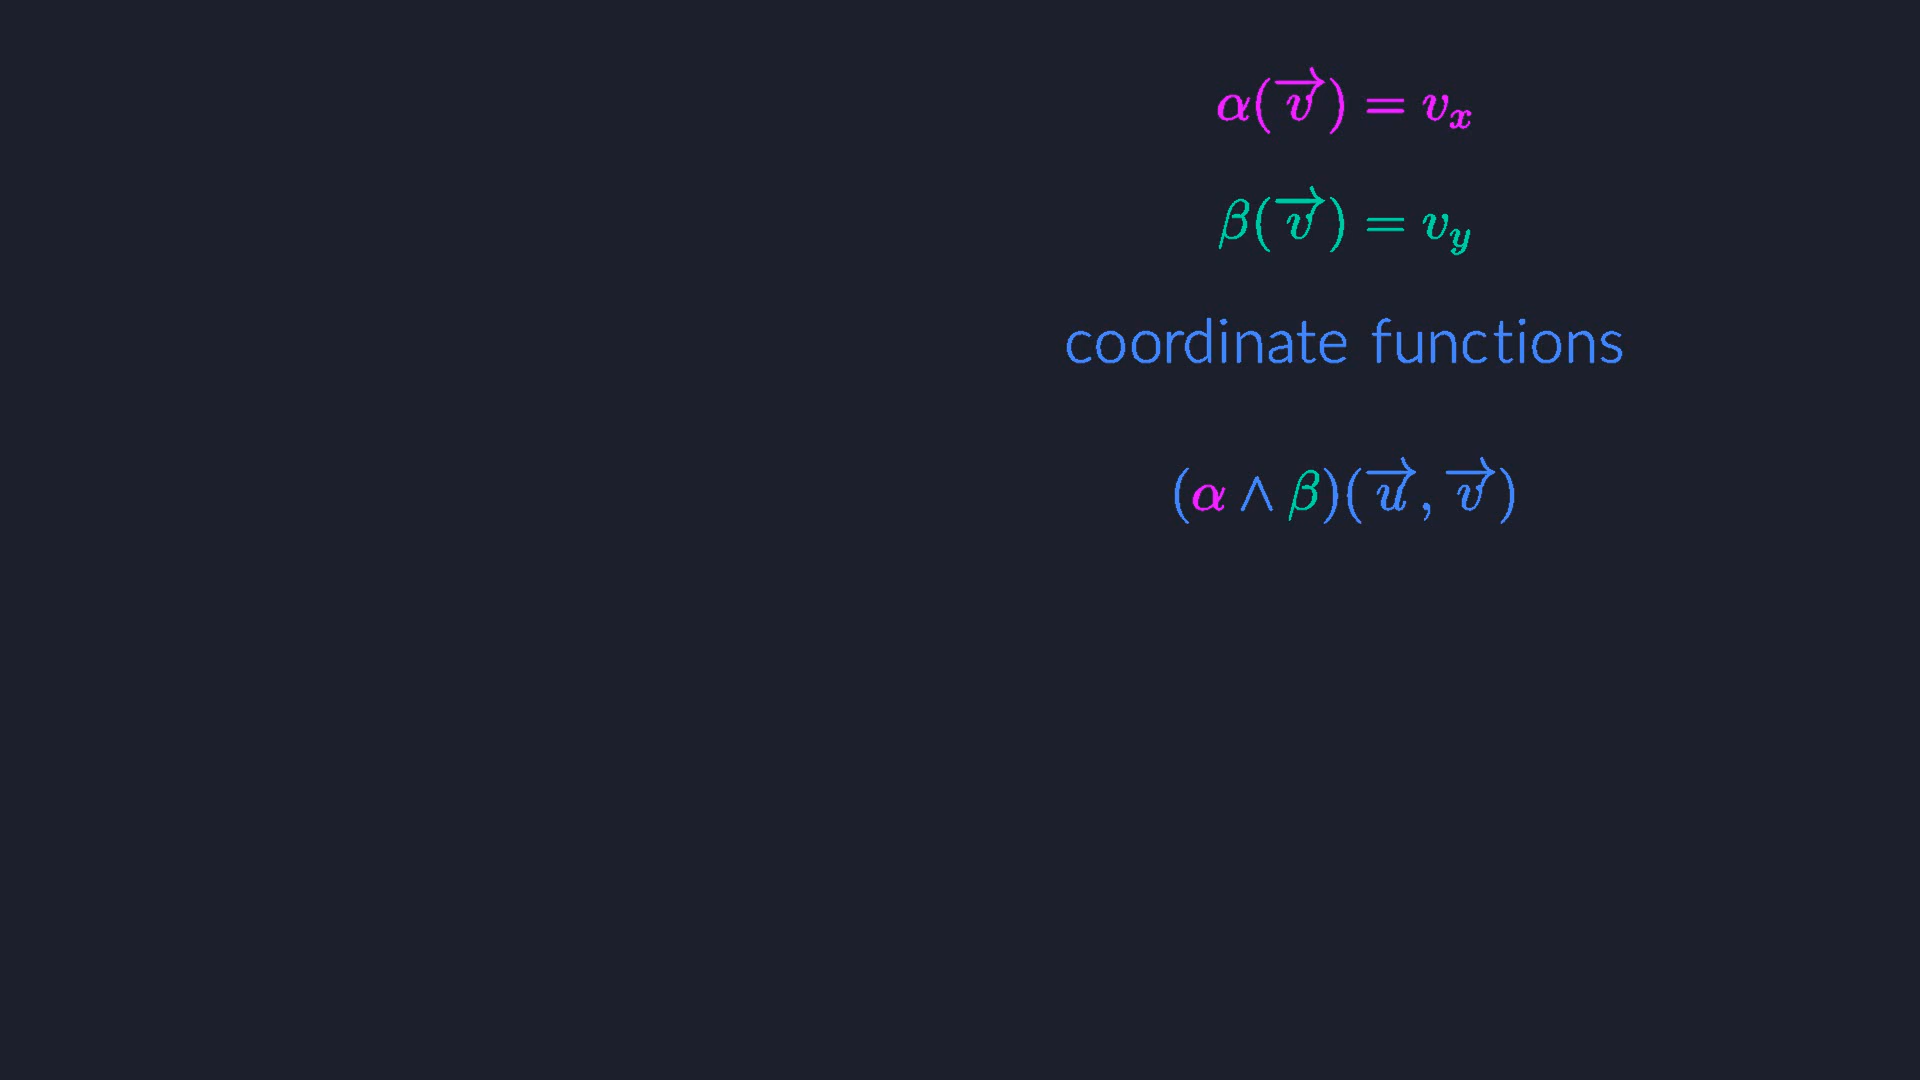 α(v⃗) = vₓ
β(v⃗) = v_y
coordinate functions
(α ∧ β)(u⃗, v⃗)